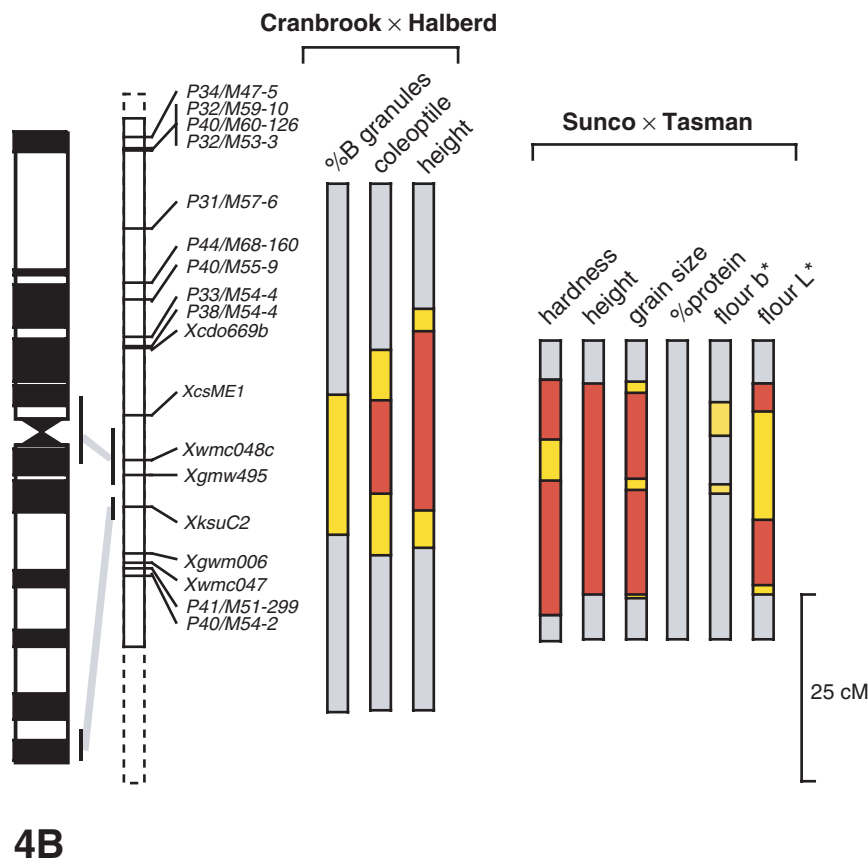 Cranbrook × Halberd
%B granules
coleoptile
height
Sunco × Tasman
hardness
height
grain size
%protein
flour b*
flour L*
P34/M47-5
P32/M59-10
P40/M60-126
P32/M53-3
P31/M57-6
P44/M68-160
P40/M55-9
P33/M54-4
P38/M54-4
Xcdo669b
XcsME1
Xwmc048c
Xgmw495
XksuC2
Xgwm006
Xwmc047
P41/M51-299
P40/M54-2
25 cM
4B